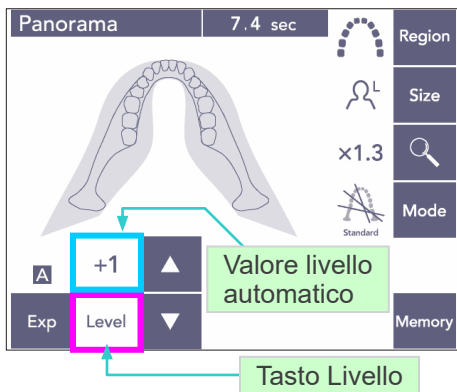 Panorama
7.4 sec
Region
L
Size
×1.3
Mode
Standard
+1
▲
Valore livello
automatico
A
Exp
Level
▼
Memory
Tasto Livello